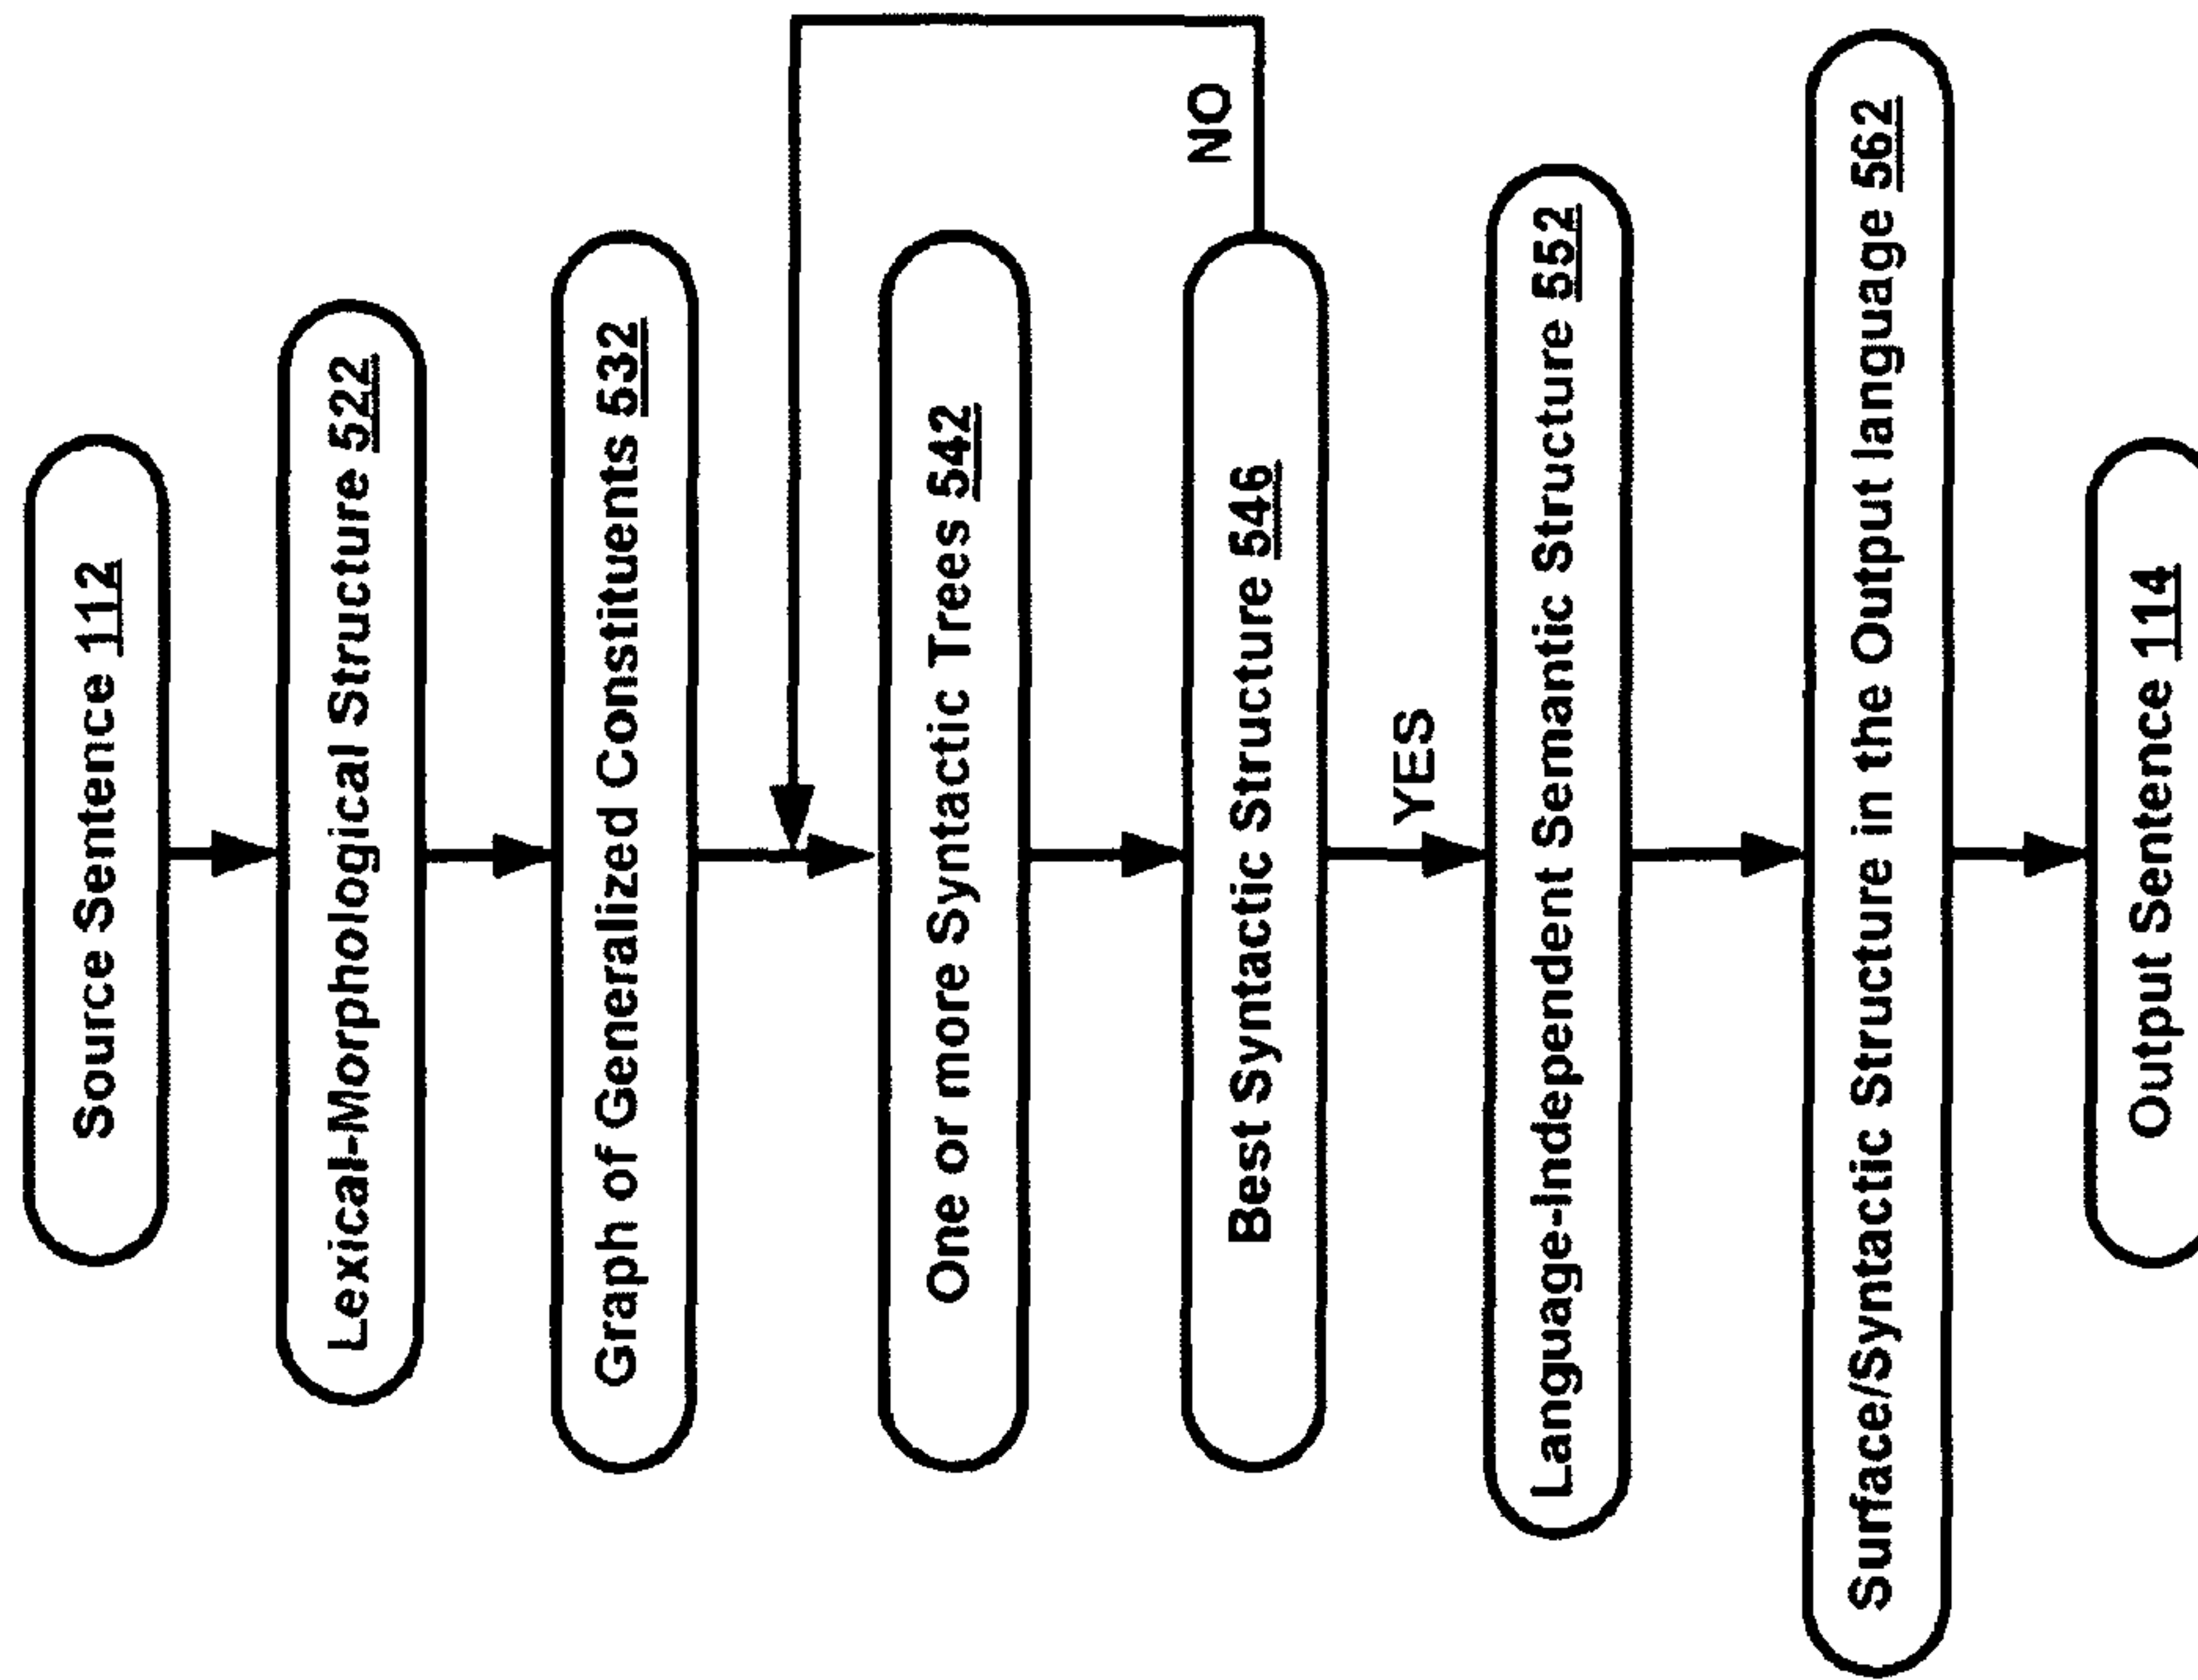 Source Sentence 112
Lexical-Morphological Structure 522
Graph of Generalized Constituents 532
One or more Syntactic Trees 542
Best Syntactic Structure 546
NO
YES
Language-Independent Semantic Structure 552
Surface/Syntactic Structure in the Output language 562
Output Sentence 114